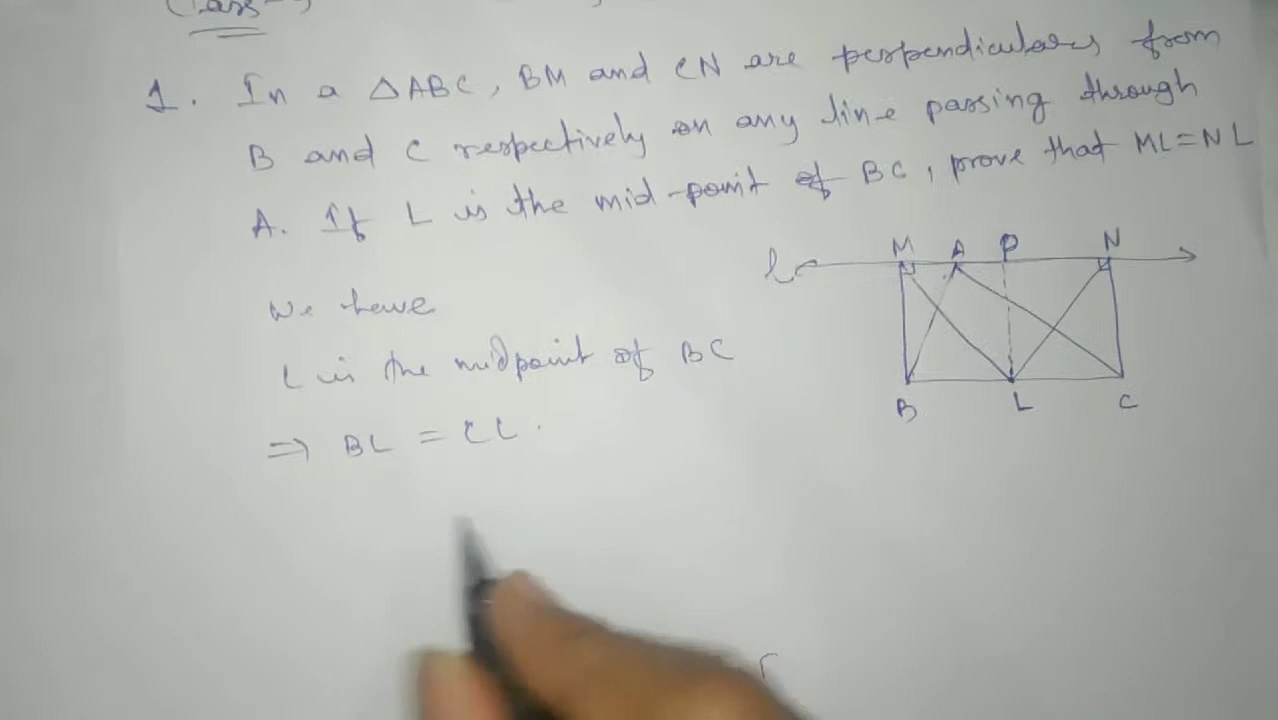 1. In a △ABC, BM and CN are perpendiculars from
B and C respectively on any line passing through
A. If L is the mid-point of BC, prove that ML=NL
l M A P N
B L C
We have
L is the midpoint of BC
⇒ BL = CL.